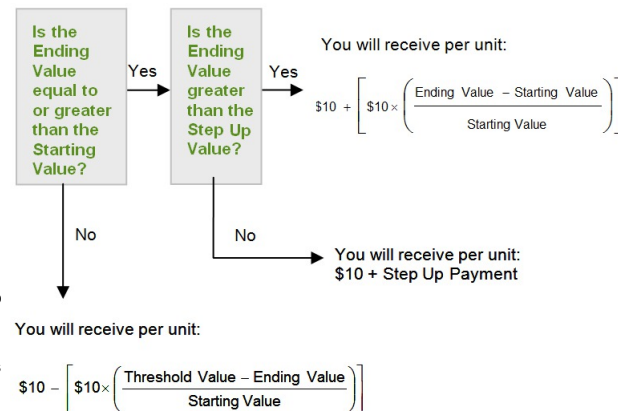 Is the
Ending
Value
equal to
or greater
than the
Starting
Value?
Yes
Is the
Ending
Value
greater
than the
Step Up
Value?
Yes
You will receive per unit:
$10 + [ $10 × ( Ending Value – Starting Value
Starting Value ) ]
No
No
You will receive per unit:
$10 + Step Up Payment
You will receive per unit:
$10 – [ $10× ( Threshold Value – Ending Value
Starting Value ) ]